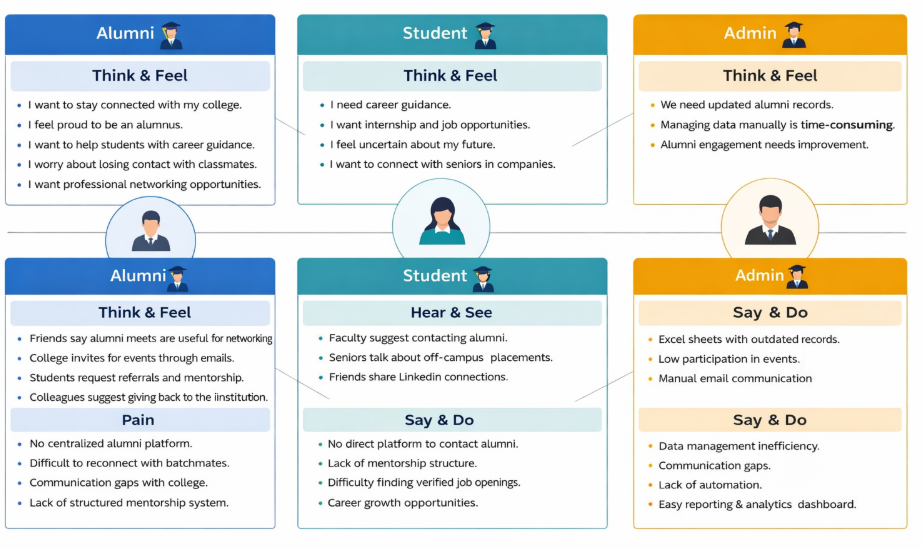 Alumni
Think & Feel
• I want to stay connected with my college.
• I feel proud to be an alumnus.
• I want to help students with career guidance.
• I worry about losing contact with classmates.
• I want professional networking opportunities.
Student
Think & Feel
• I need career guidance.
• I want internship and job opportunities.
• I feel uncertain about my future.
• I want to connect with seniors in companies.
Admin
Think & Feel
• We need updated alumni records.
• Managing data manually is time-consuming.
• Alumni engagement needs improvement.
Alumni
Think & Feel
• Friends say alumni meets are useful for networking
• College invites for events through emails.
• Students request referrals and mentorship.
• Colleagues suggest giving back to the iinstitution.
Pain
• No centralized alumni platform.
• Difficult to reconnect with batchmates.
• Communication gaps with college.
• Lack of structured mentorship system.
Student
Hear & See
• Faculty suggest contacting alumni.
• Seniors talk about off-campus placements.
• Friends share Linkedin connections.
Say & Do
• No direct platform to contact alumni.
• Lack of mentorship structure.
• Difficulty finding verified job openings.
• Career growth opportunities.
Admin
Say & Do
• Excel sheets with outdated records.
• Low participation in events.
• Manual email communication
Say & Do
• Data management inefficiency.
• Communication gaps.
• Lack of automation.
• Easy reporting & analytics dashboard.